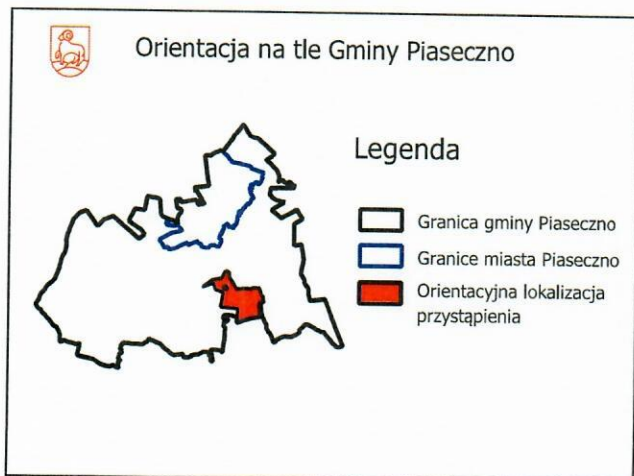 Orientacja na tle Gminy Piaseczno
Legenda
Granica gminy Piaseczno
Granice miasta Piaseczno
Orientacyjna lokalizacja
przystąpienia